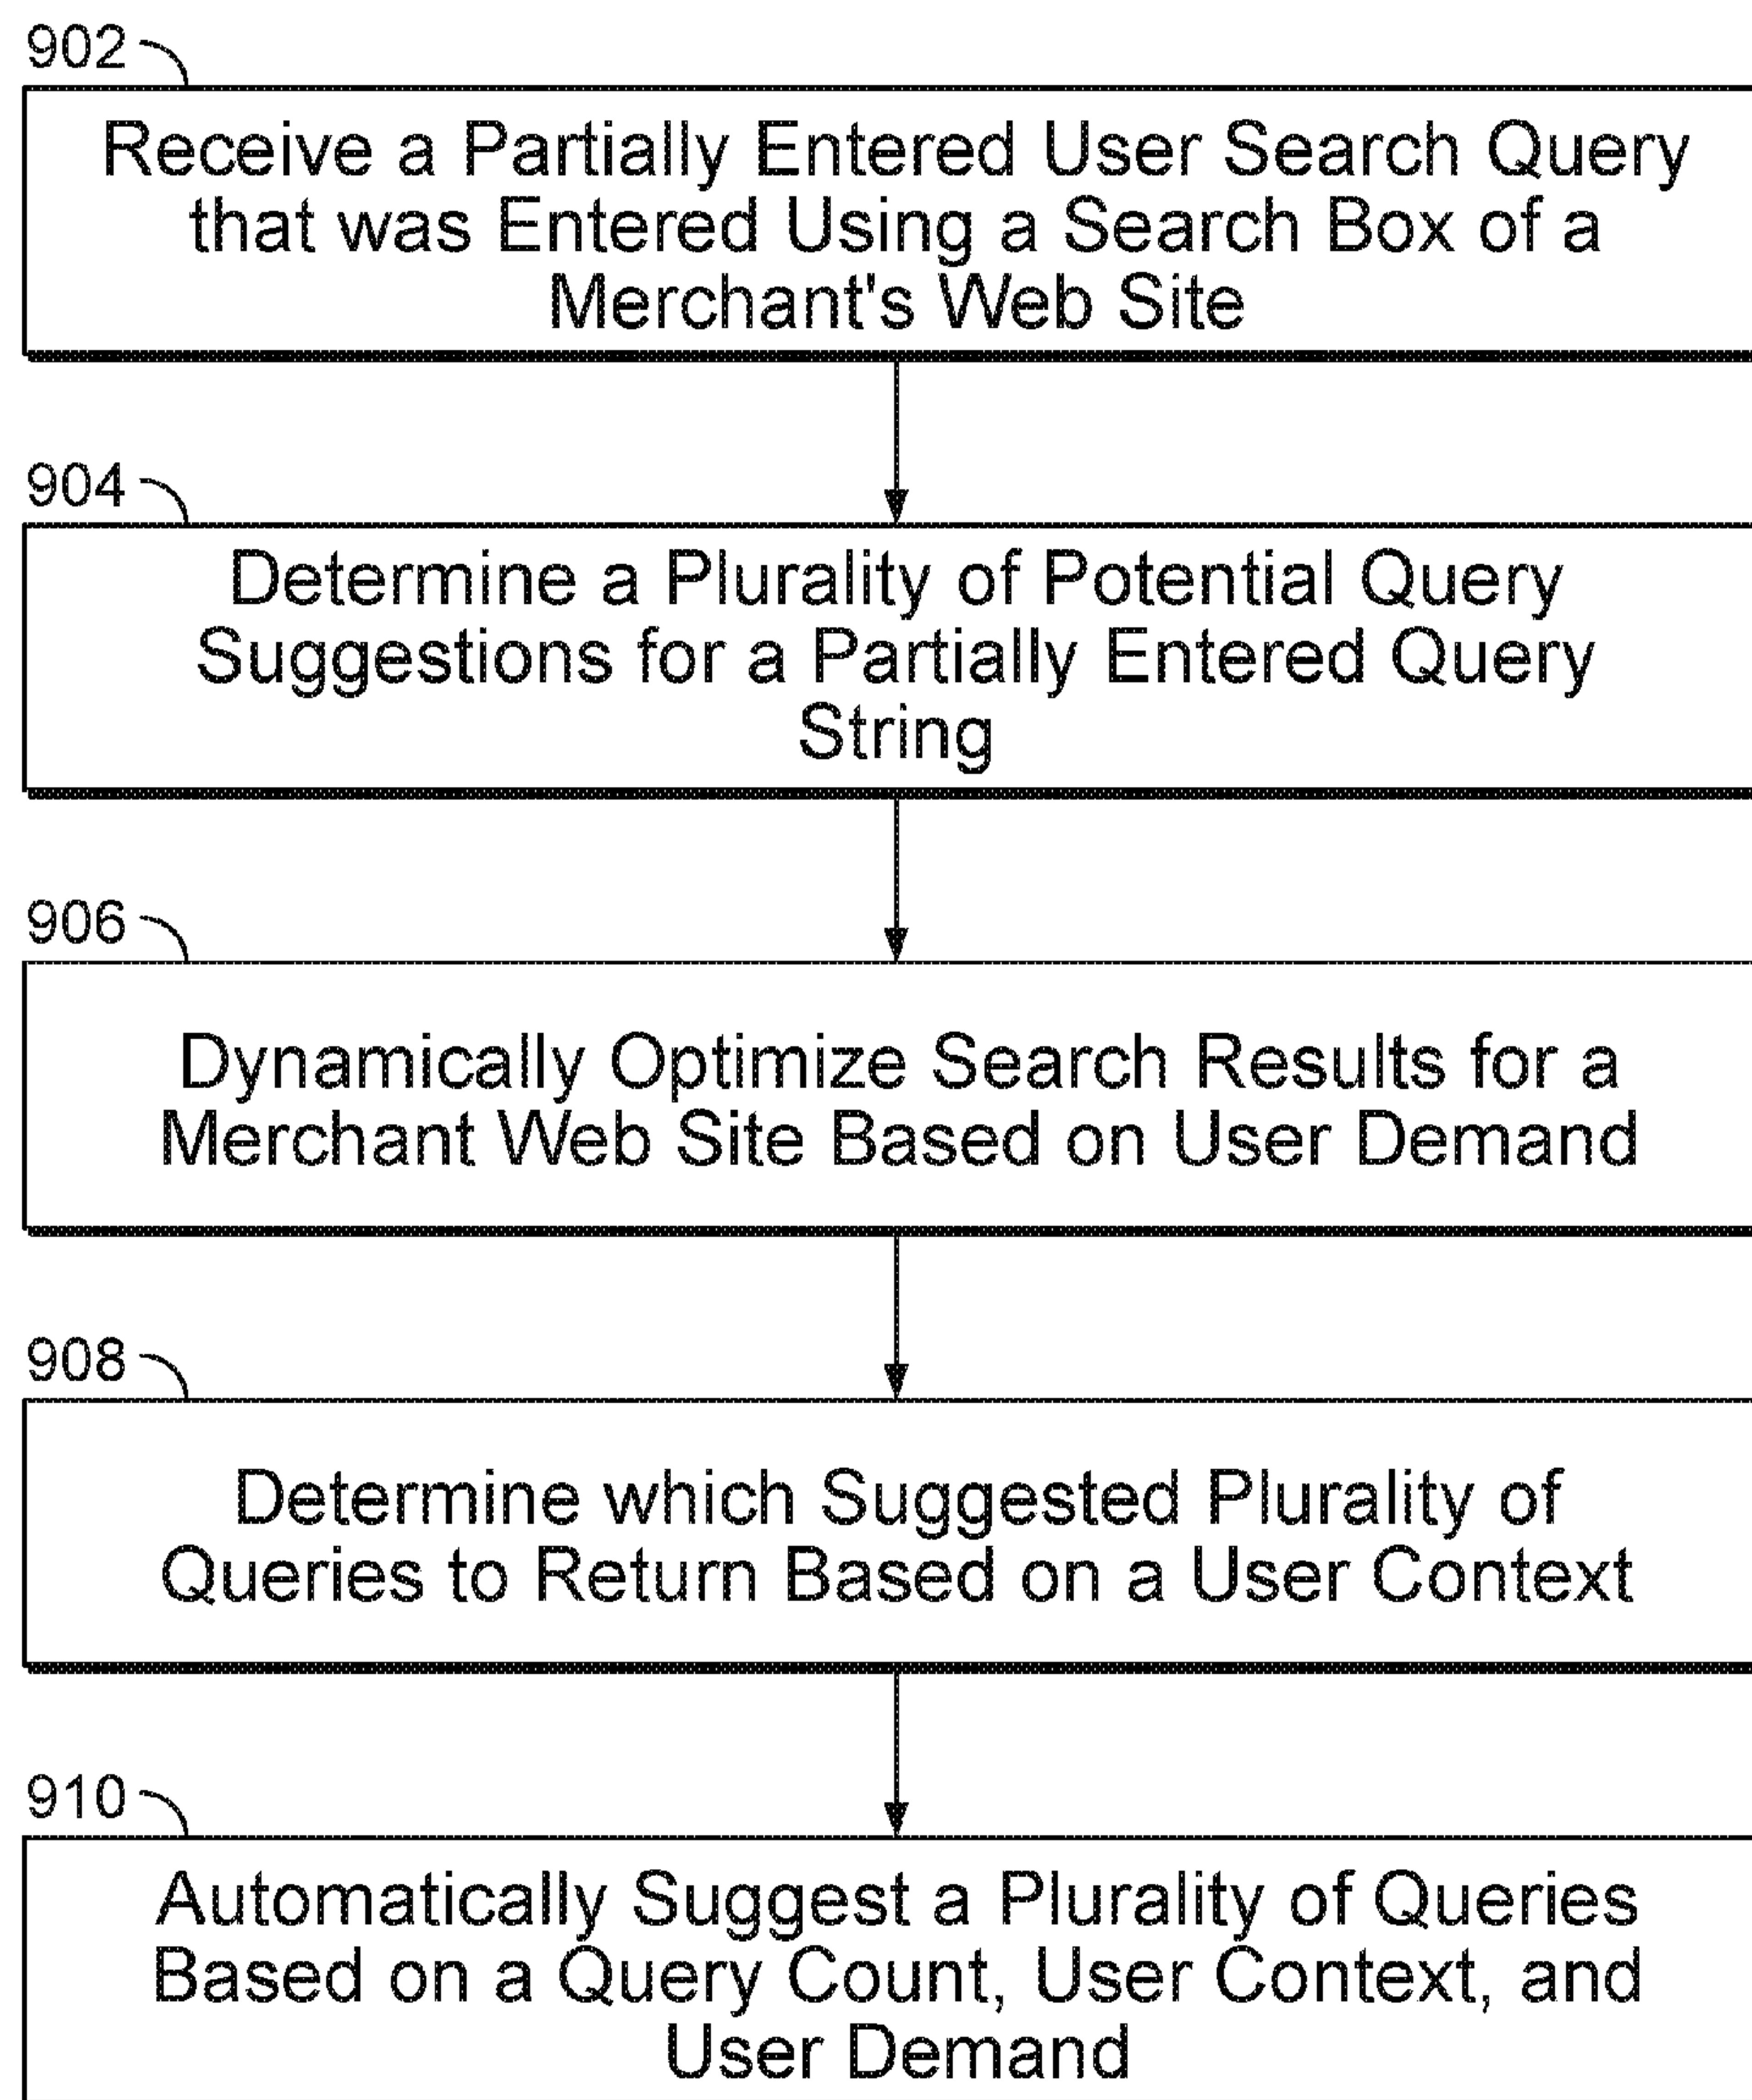 902
Receive a Partially Entered User Search Query
that was Entered Using a Search Box of a
Merchant's Web Site
904
Determine a Plurality of Potential Query
Suggestions for a Partially Entered Query
String
906
Dynamically Optimize Search Results for a
Merchant Web Site Based on User Demand
908
Determine which Suggested Plurality of
Queries to Return Based on a User Context
910
Automatically Suggest a Plurality of Queries
Based on a Query Count, User Context, and
User Demand